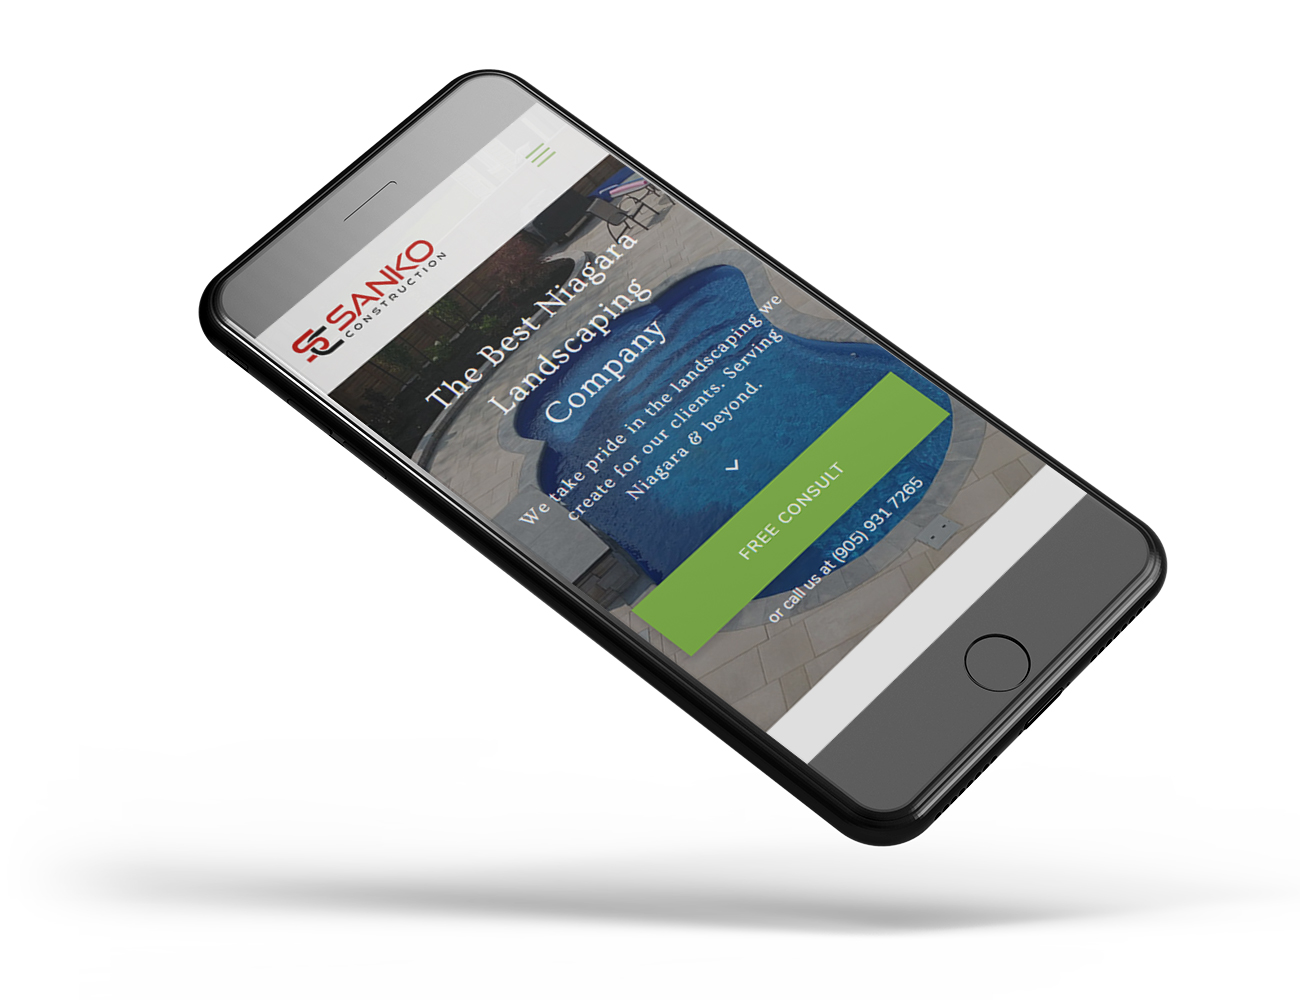 SANKO
CONSTRUCTION
The Best Niagara
Landscaping
Company
We take pride in the landscaping we
create for our clients. Serving
Niagara & beyond.
FREE CONSULT
or call us at (905) 931 7265